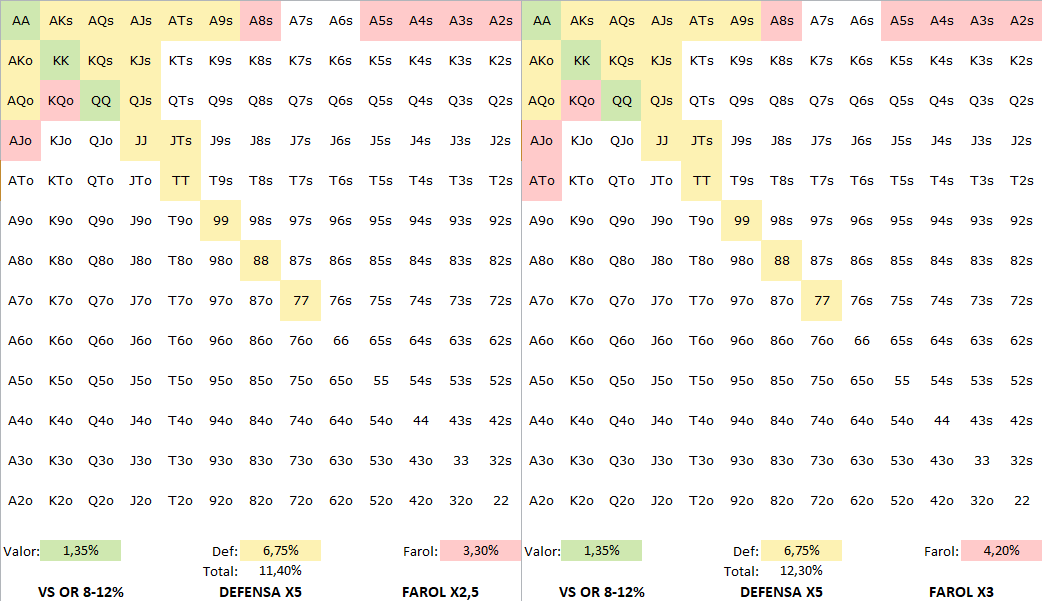 AA AKs AQs AJs ATs A9s A8s A7s A6s A5s A4s A3s A2s AA AKs AQs AJs ATs A9s A8s A7s A6s A5s A4s A3s A2s
AKo KK KQs KJs KTs K9s K8s K7s K6s K5s K4s K3s K2s AKo KK KQs KJs KTs K9s K8s K7s K6s K5s K4s K3s K2s
AQo KQo QQ QJs QTs Q9s Q8s Q7s Q6s Q5s Q4s Q3s Q2s AQo KQo QQ QJs QTs Q9s Q8s Q7s Q6s Q5s Q4s Q3s Q2s
AJo KJo QJo JJ JTs J9s J8s J7s J6s J5s J4s J3s J2s AJo KJo QJo JJ JTs J9s J8s J7s J6s J5s J4s J3s J2s
ATo KTo QTo JTo TT T9s T8s T7s T6s T5s T4s T3s T2s ATo KTo QTo JTo TT T9s T8s T7s T6s T5s T4s T3s T2s
A9o K9o Q9o J9o T9o 99 98s 97s 96s 95s 94s 93s 92s A9o K9o Q9o J9o T9o 99 98s 97s 96s 95s 94s 93s 92s
A8o K8o Q8o J8o T8o 98o 88 87s 86s 85s 84s 83s 82s A8o K8o Q8o J8o T8o 98o 88 87s 86s 85s 84s 83s 82s
A7o K7o Q7o J7o T7o 97o 87o 77 76s 75s 74s 73s 72s A7o K7o Q7o J7o T7o 97o 87o 77 76s 75s 74s 73s 72s
A6o K6o Q6o J6o T6o 96o 86o 76o 66 65s 64s 63s 62s A6o K6o Q6o J6o T6o 96o 86o 76o 66 65s 64s 63s 62s
A5o K5o Q5o J5o T5o 95o 85o 75o 65o 55 54s 53s 52s A5o K5o Q5o J5o T5o 95o 85o 75o 65o 55 54s 53s 52s
A4o K4o Q4o J4o T4o 94o 84o 74o 64o 54o 44 43s 42s A4o K4o Q4o J4o T4o 94o 84o 74o 64o 54o 44 43s 42s
A3o K3o Q3o J3o T3o 93o 83o 73o 63o 53o 43o 33 32s A3o K3o Q3o J3o T3o 93o 83o 73o 63o 53o 43o 33 32s
A2o K2o Q2o J2o T2o 92o 82o 72o 62o 52o 42o 32o 22 A2o K2o Q2o J2o T2o 92o 82o 72o 62o 52o 42o 32o 22
Valor: 1,35% Def: 6,75% Farol: 3,30% Valor: 1,35% Def: 6,75% Farol: 4,20%
Total: 11,40% Total: 12,30%
VS OR 8-12% DEFENSA X5 FAROL X2,5 VS OR 8-12% DEFENSA X5 FAROL X3